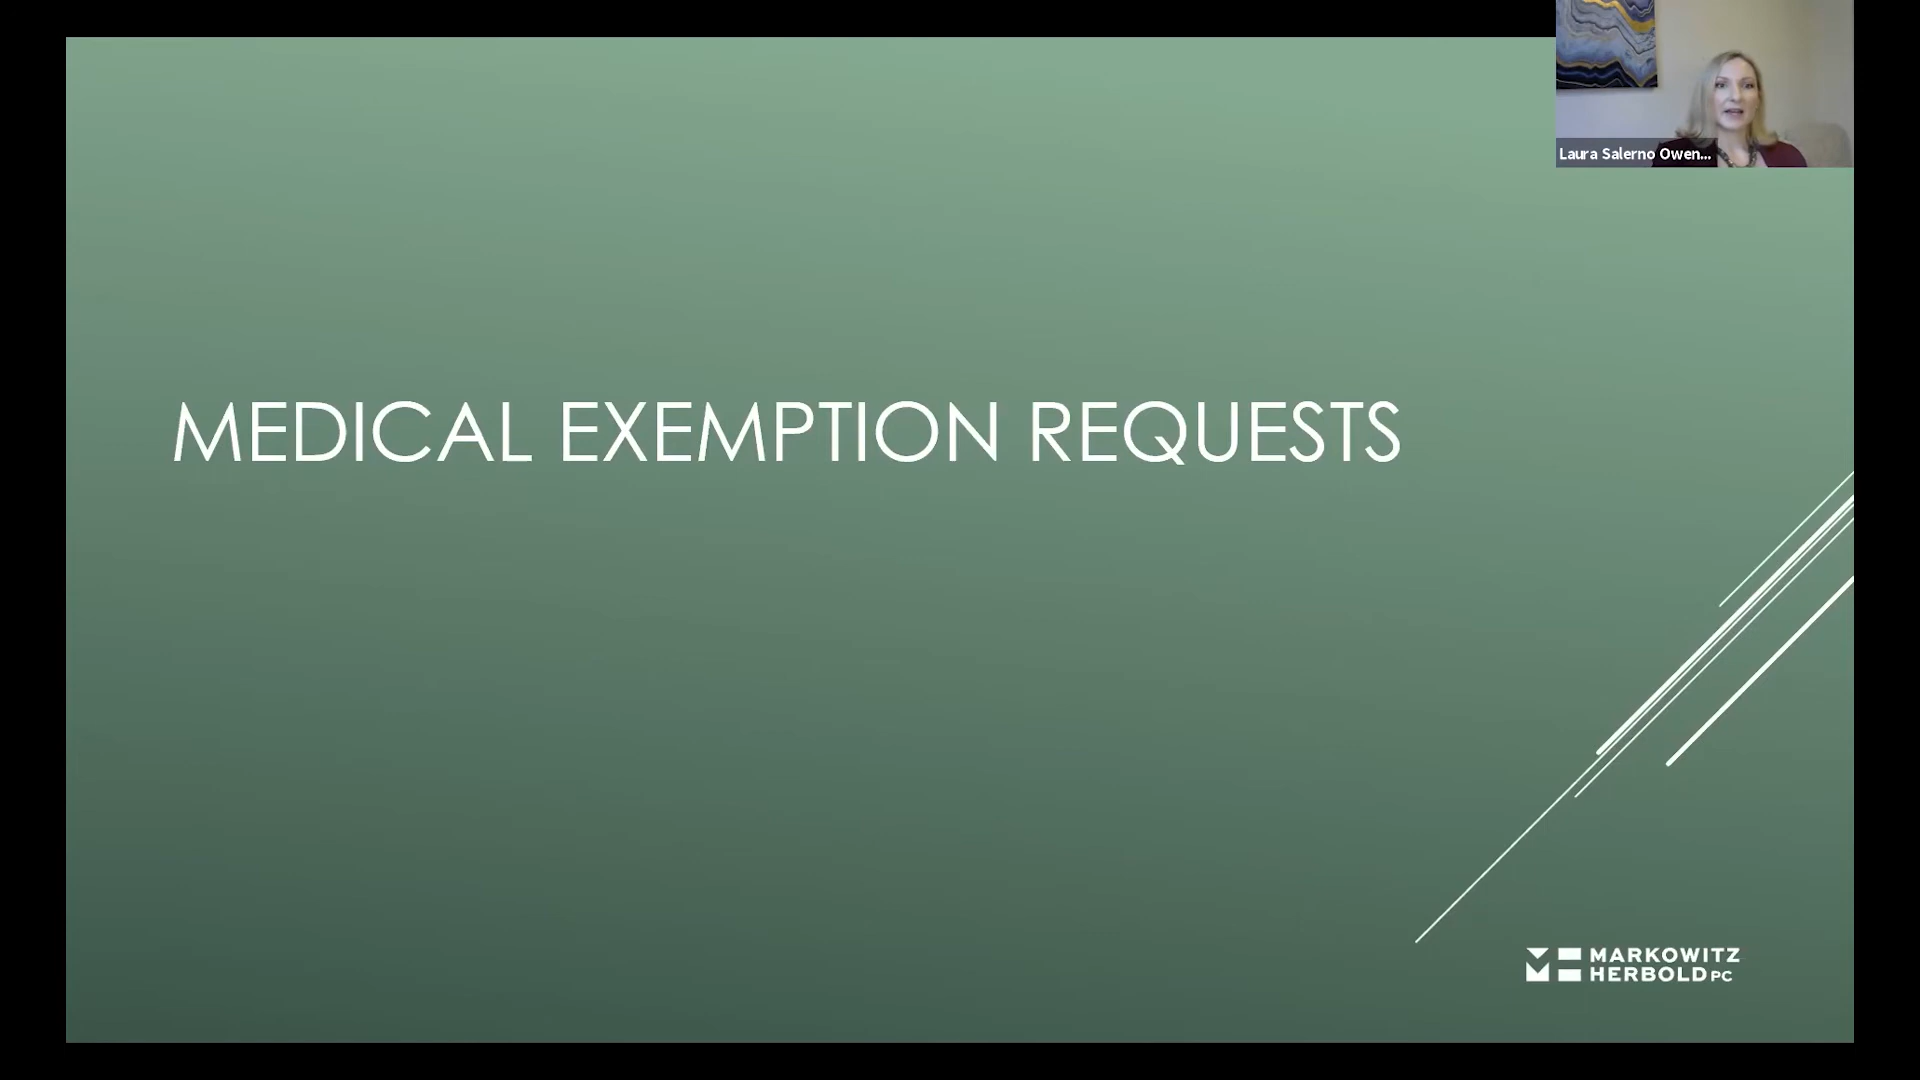 Laura Salerno Owen...
MEDICAL EXEMPTION REQUESTS
MARKOWITZ
HERBOLD PC